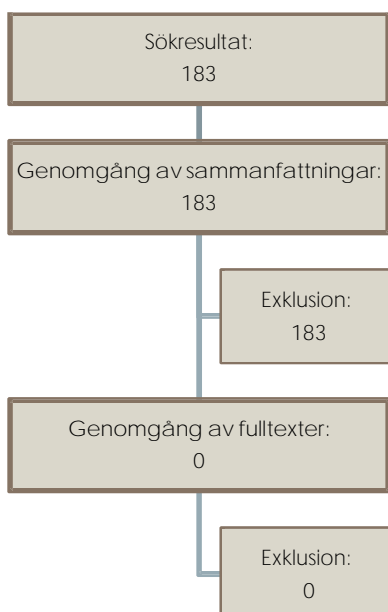 Sökresultat:
183
Genomgång av sammanfattningar:
183
Exklusion:
183
Genomgång av fulltexter:
0
Exklusion:
0